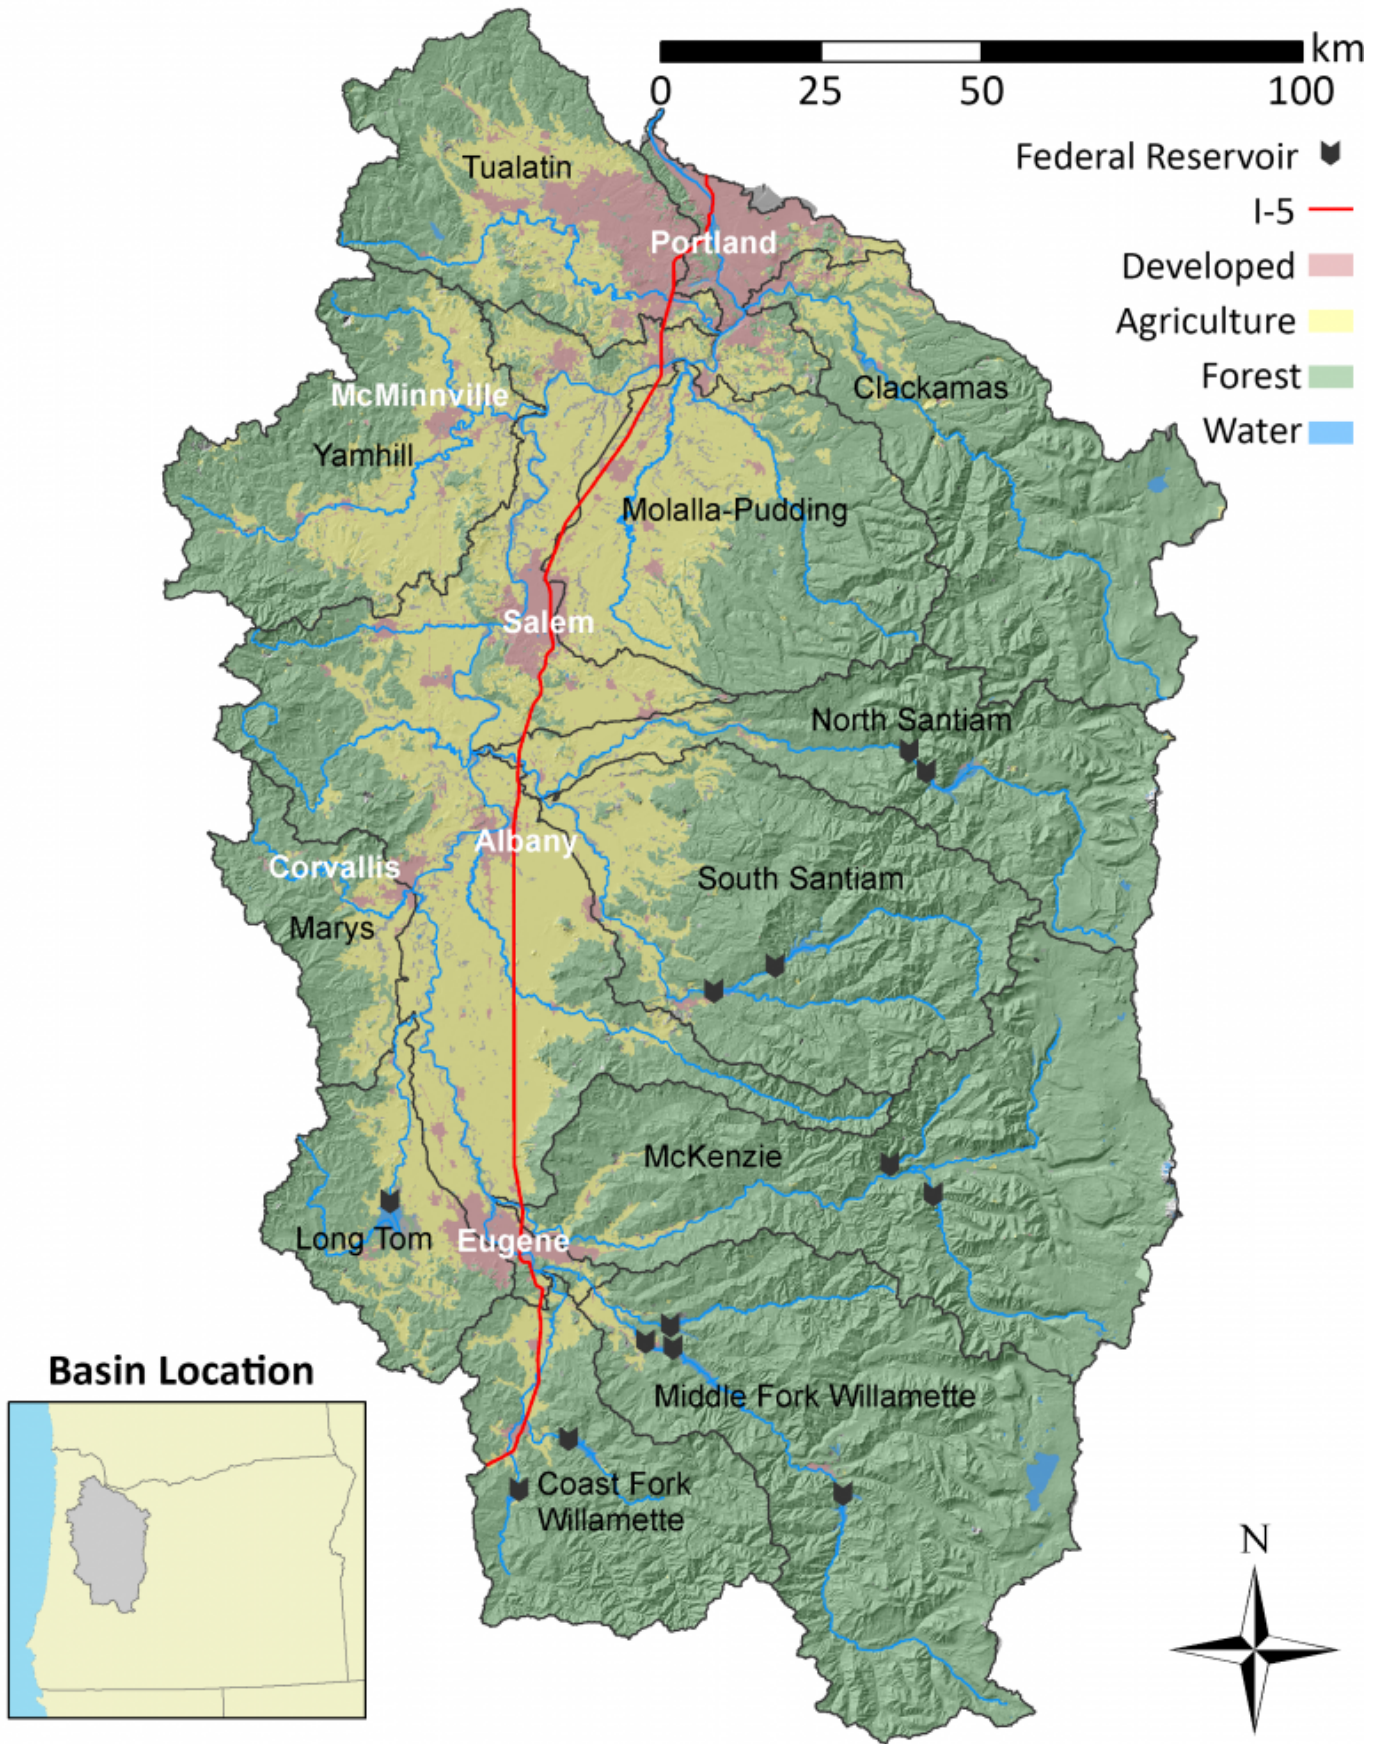 km
0 25 50 100
Federal Reservoir
I-5
Developed
Agriculture
Forest
Water
Tualatin
Portland
McMinnville
Yamhill
Clackamas
Molalla-Pudding
Salem
North Santiam
Albany
Corvallis
South Santiam
Marys
McKenzie
Long Tom
Eugene
Middle Fork Willamette
Coast Fork
Willamette
Basin Location
N